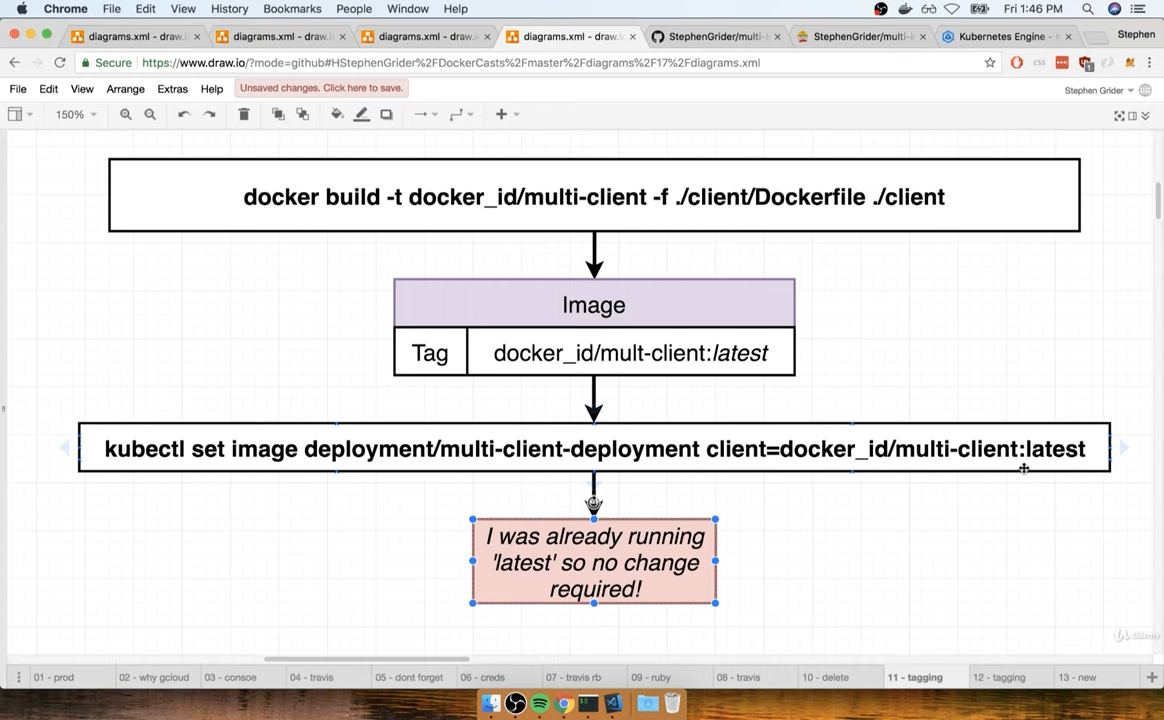 Chrome File Edit View History Bookmarks People Window Help Fri 1:46 PM
diagrams.xml - draw. diagrams.xml - draw. diagrams.xml - draw. diagrams.xml - draw. StephenGrider/multi- StephenGrider/multi- Kubernetes Engine - Stephen
Secure https://www.draw.io/?mode=github#HStephenGrider%2FDockerCasts%2Fmaster%2Fdiagrams%2F17%2Fdiagrams.xml css
File Edit View Arrange Extras Help Unsaved changes. Click here to save. Stephen Grider
150%
docker build -t docker_id/multi-client -f ./client/Dockerfile ./client
Image
Tag docker_id/mult-client:latest
kubectl set image deployment/multi-client-deployment client=docker_id/multi-client:latest
I was already running
'latest' so no change
required!
Udemy
01 - prod 02 - why gcloud 03 - consoe 04 - travis 05 - dont forget 06 - creds 07 - travis rb 09 - ruby 08 - travis 10 - delete 11 - tagging 12 - tagging 13 - new